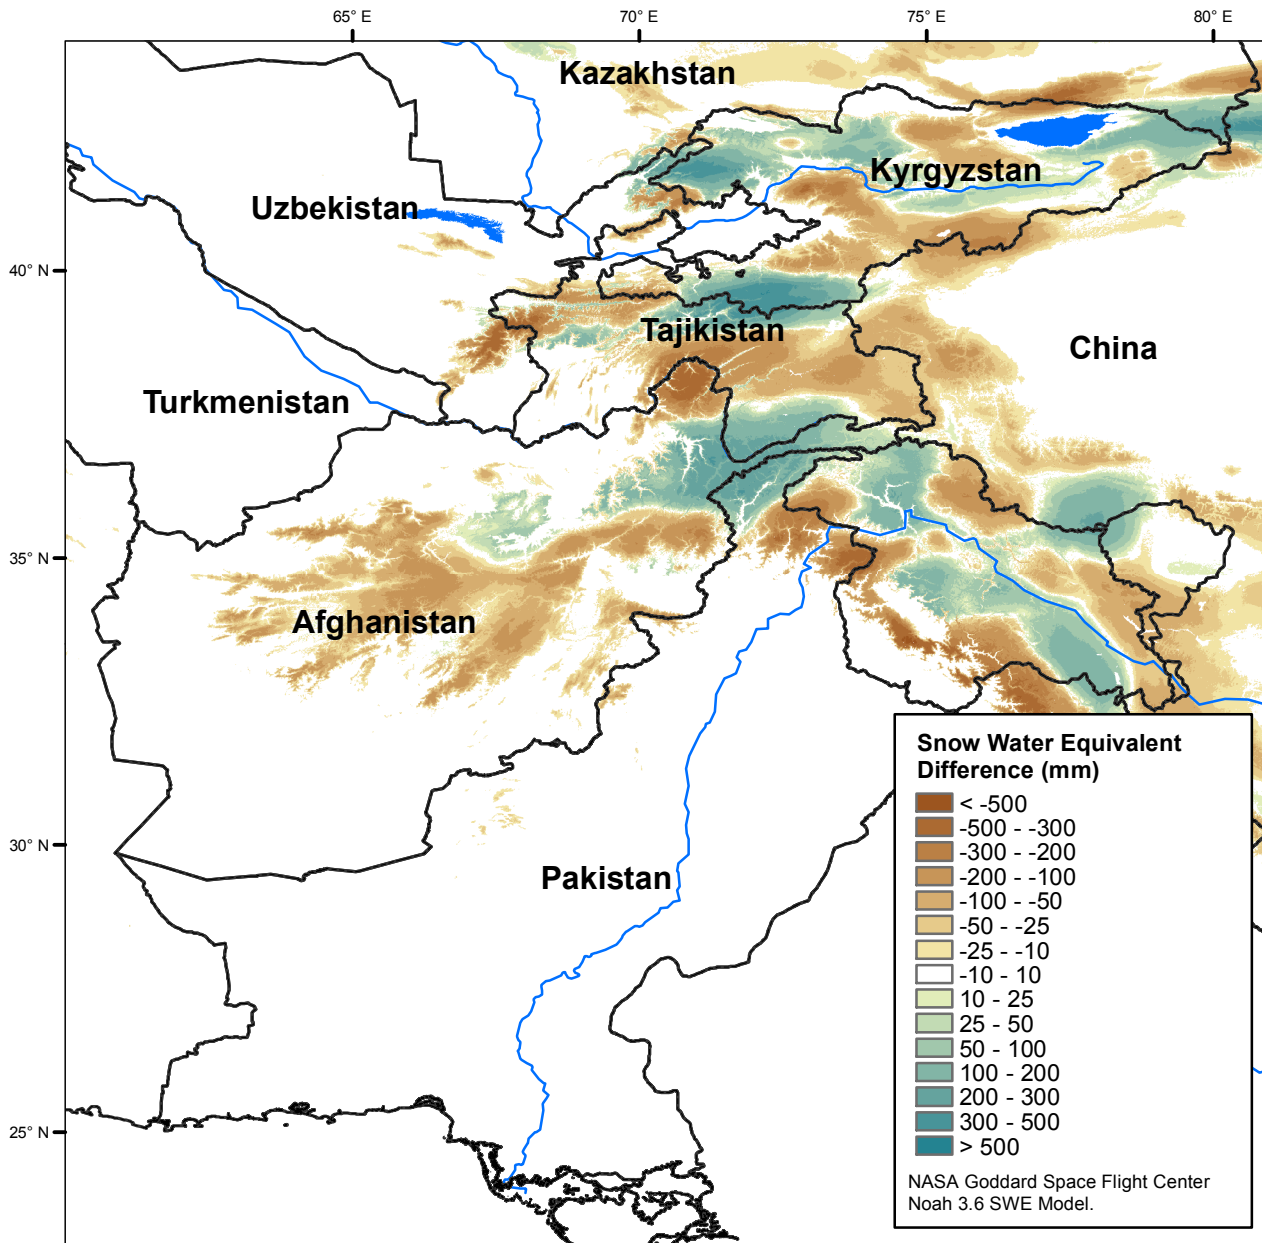 65° E
70° E
75° E
80° E
Kazakhstan
Kyrgyzstan
Uzbekistan
40° N
Tajikistan
China
Turkmenistan
35° N
Afghanistan
30° N
Pakistan
25° N
Snow Water Equivalent
Difference (mm)
< -500
-500 - -300
-300 - -200
-200 - -100
-100 - -50
-50 - -25
-25 - -10
-10 - 10
10 - 25
25 - 50
50 - 100
100 - 200
200 - 300
300 - 500
> 500
NASA Goddard Space Flight Center
Noah 3.6 SWE Model.